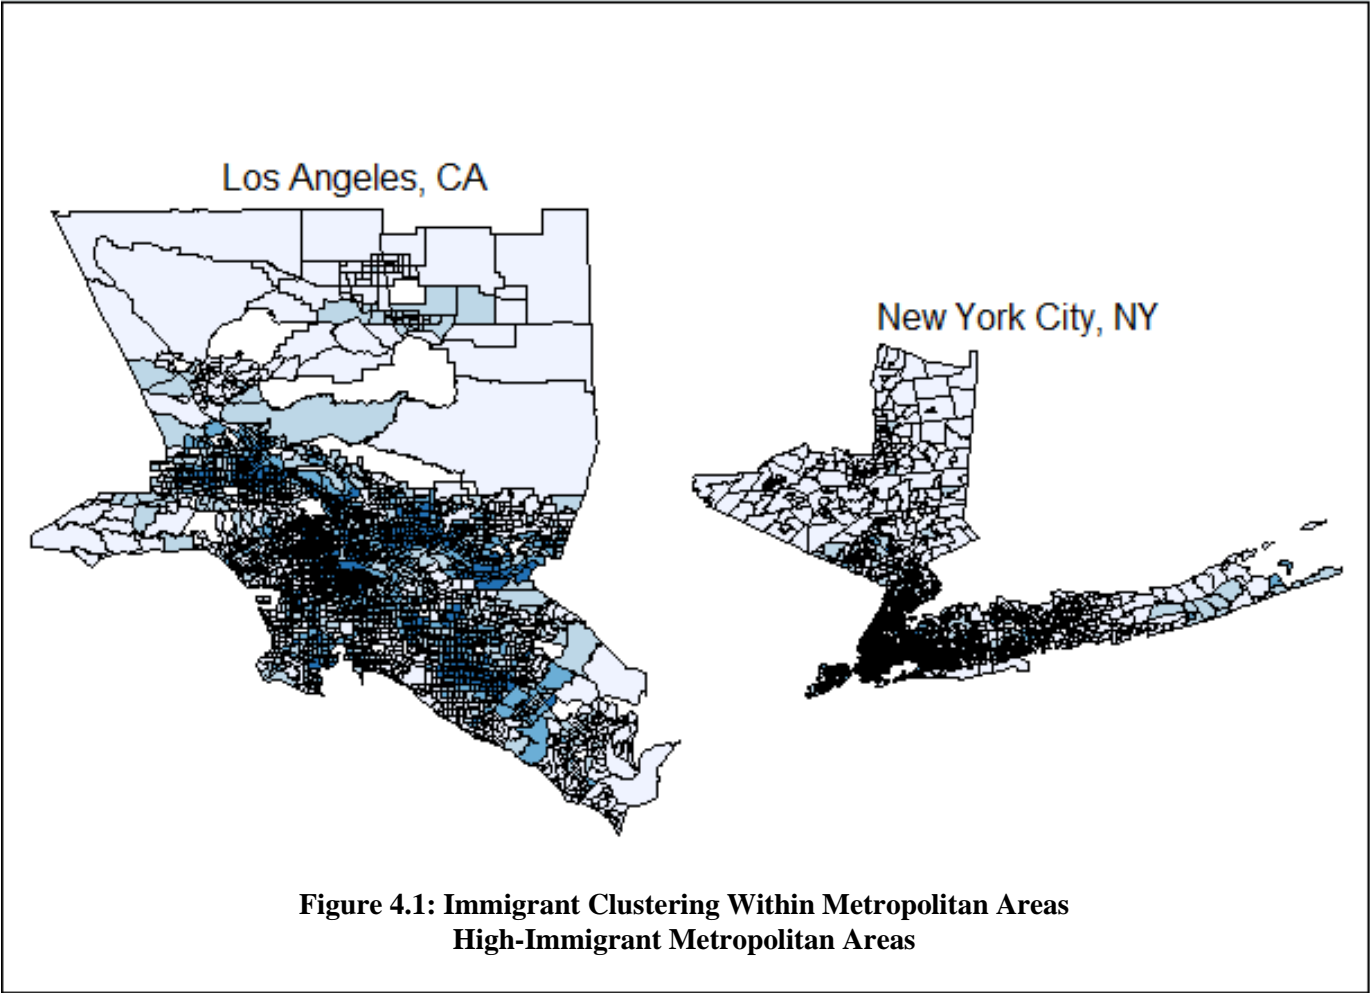 Los Angeles, CA
New York City, NY
Figure 4.1: Immigrant Clustering Within Metropolitan Areas
High-Immigrant Metropolitan Areas